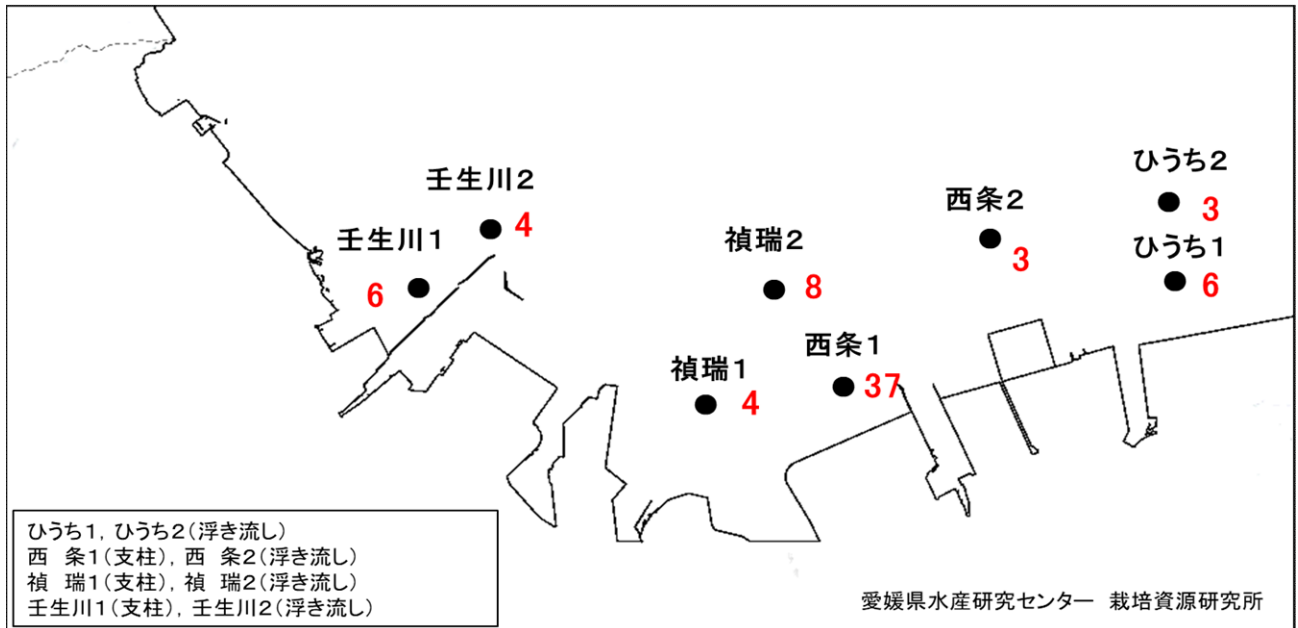 ひうち2
壬生川2
3
西条2
4
禎瑞2
壬生川1
ひうち1
3
8
6
6
西条1
禎瑞1
37
4
ひうち1, ひうち2(浮き流し)
西 条1(支柱), 西 条2(浮き流し)
禎 瑞1(支柱), 禎 瑞2(浮き流し)
壬生川1(支柱), 壬生川2(浮き流し)
愛媛県水産研究センター 栽培資源研究所